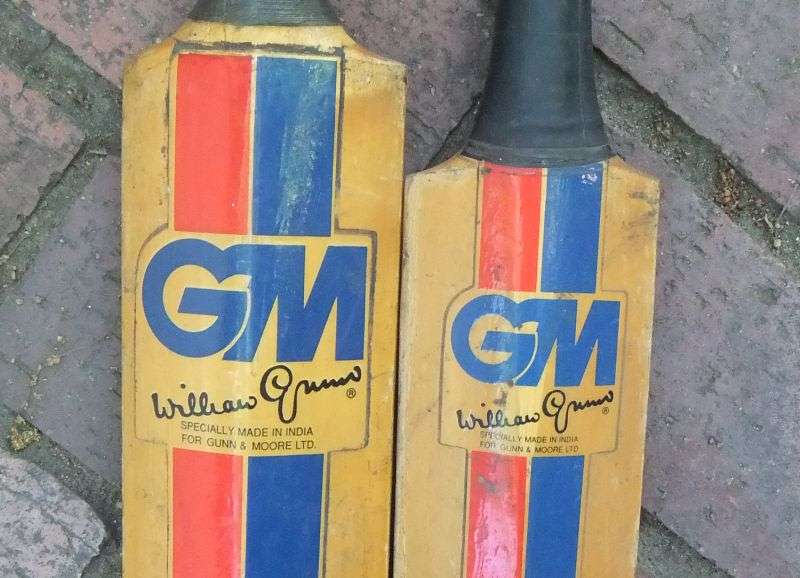 GM
William Gunn ®
SPECIALLY MADE IN INDIA
FOR GUNN & MOORE LTD.
GM
William Gunn ®
SPECIALLY MADE IN INDIA
FOR GUNN & MOORE LTD